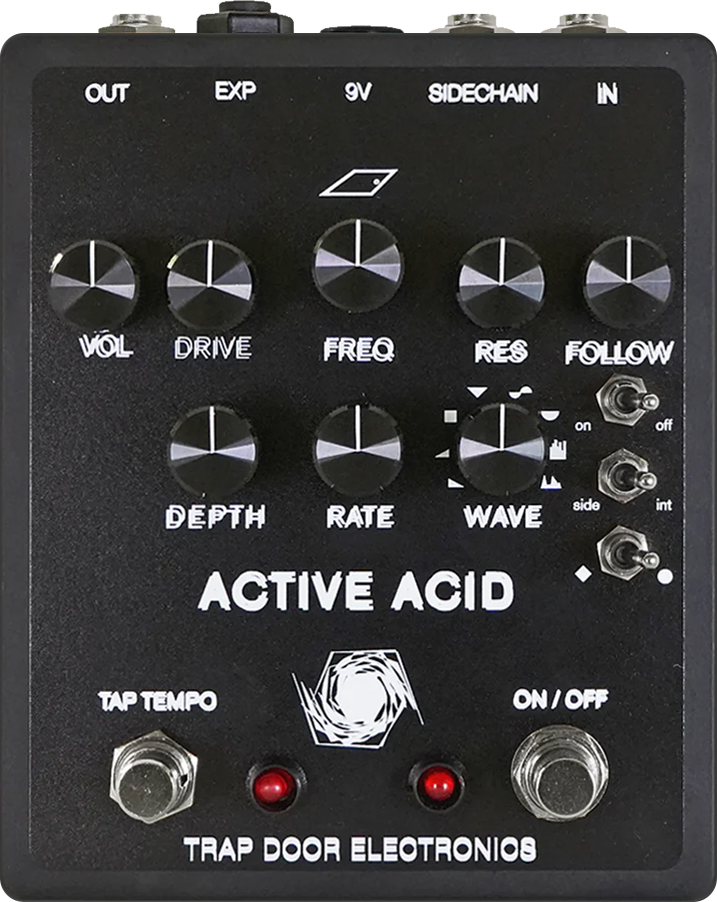 OUT EXP 9V SIDECHAIN IN
VOL DRIVE FREQ RES FOLLOW
on off
DEPTH RATE WAVE
side int
ACTIVE ACID
TAP TEMPO ON / OFF
TRAP DOOR ELECTRONICS